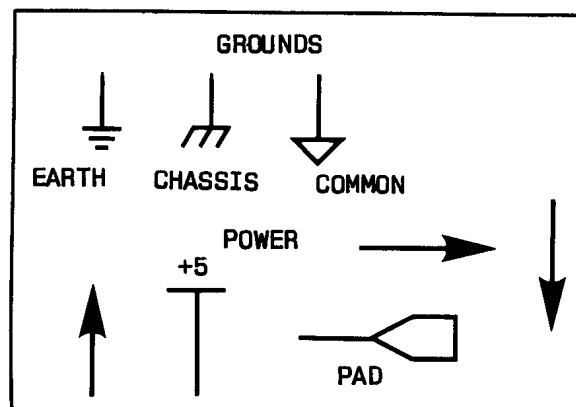 GROUNDS
EARTH CHASSIS COMMON
POWER
+5
PAD